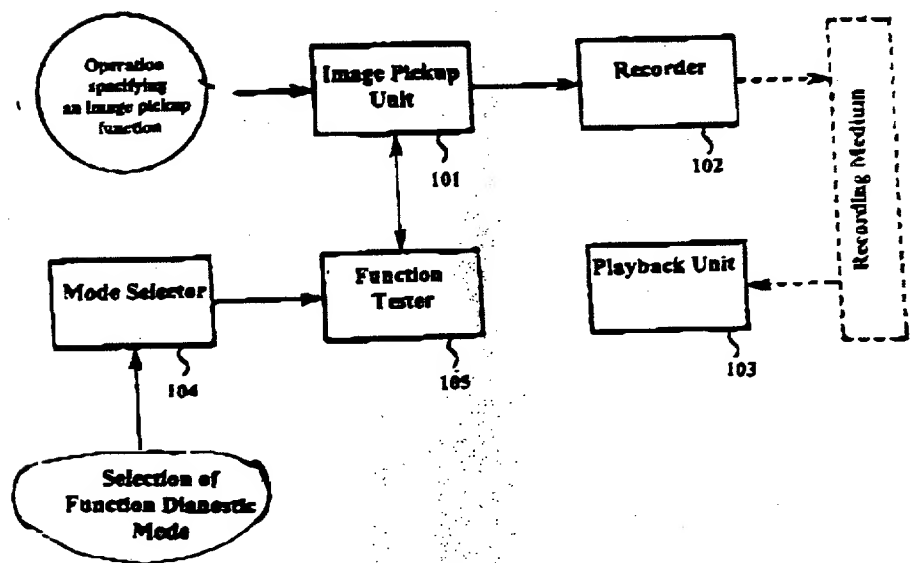 Operation
specifying
an image pickup
function
Image Pickup
Unit
101
Recorder
102
Recording Medium
Mode Selector
104
Function
Tester
105
Playback Unit
103
Selection of
Function Dianostic
Mode